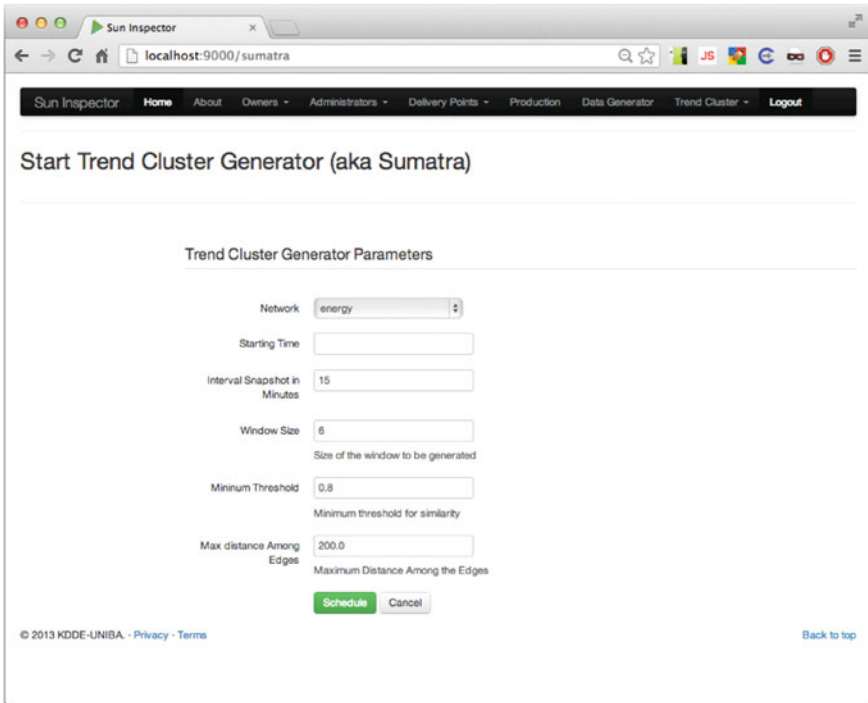 Sun Inspector
localhost:9000/sumatra
JS
Sun Inspector Home About Owners Administrators Delivery Points Production Data Generator Trend Cluster Logout
Start Trend Cluster Generator (aka Sumatra)
Trend Cluster Generator Parameters
Network energy
Starting Time
Interval Snapshot in 15
Minutes
Window Size 6
Size of the window to be generated
Mininum Threshold 0.8
Minimum threshold for similarity
Max distance Among 200.0
Edges
Maximum Distance Among the Edges
Schedule Cancel
© 2013 KDDE-UNIBA. - Privacy - Terms Back to top